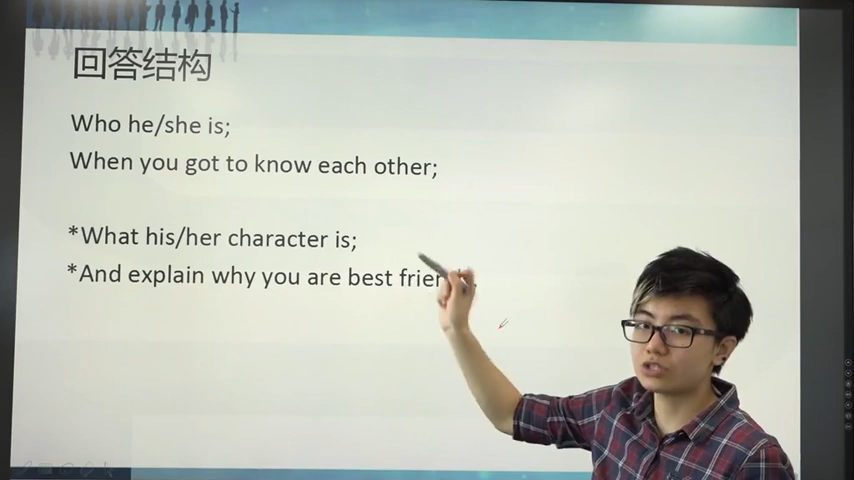 回答结构
Who he/she is;
When you got to know each other;
*What his/her character is;
*And explain why you are best